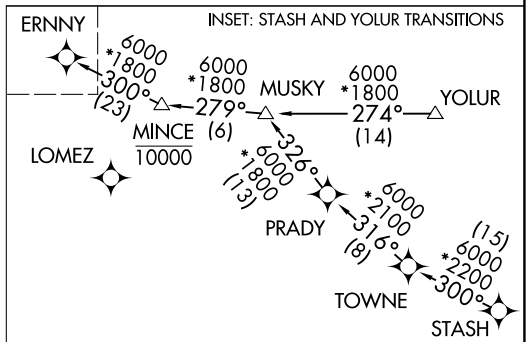 INSET: STASH AND YOLUR TRANSITIONS
ERNNY
6000
*1800
300°
(23)
6000
*1800
279°
(6)
MUSKY
6000
*1800
274°
(14)
YOLUR
MINCE
10000
LOMEZ
326°
6000
*1800
(13)
PRADY
6000
*2100
316°
(8)
TOWNE
(15)
6000
*2200
300°
STASH